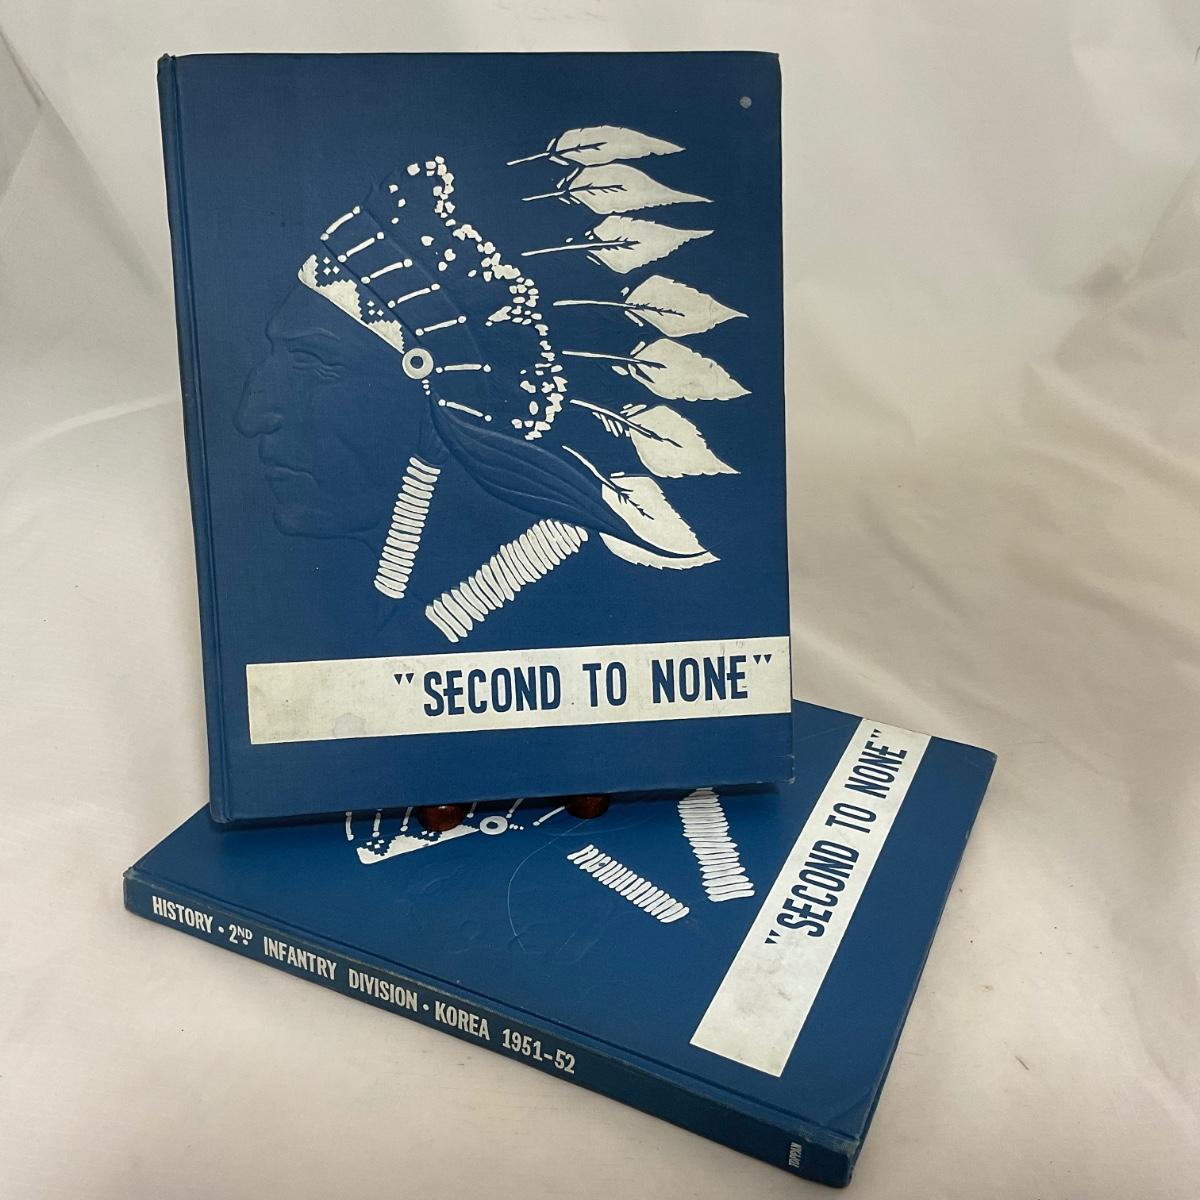 "SECOND TO NONE"
"SECOND TO NONE"
HISTORY · 2ND INFANTRY DIVISION · KOREA 1951-52
TOPPAN